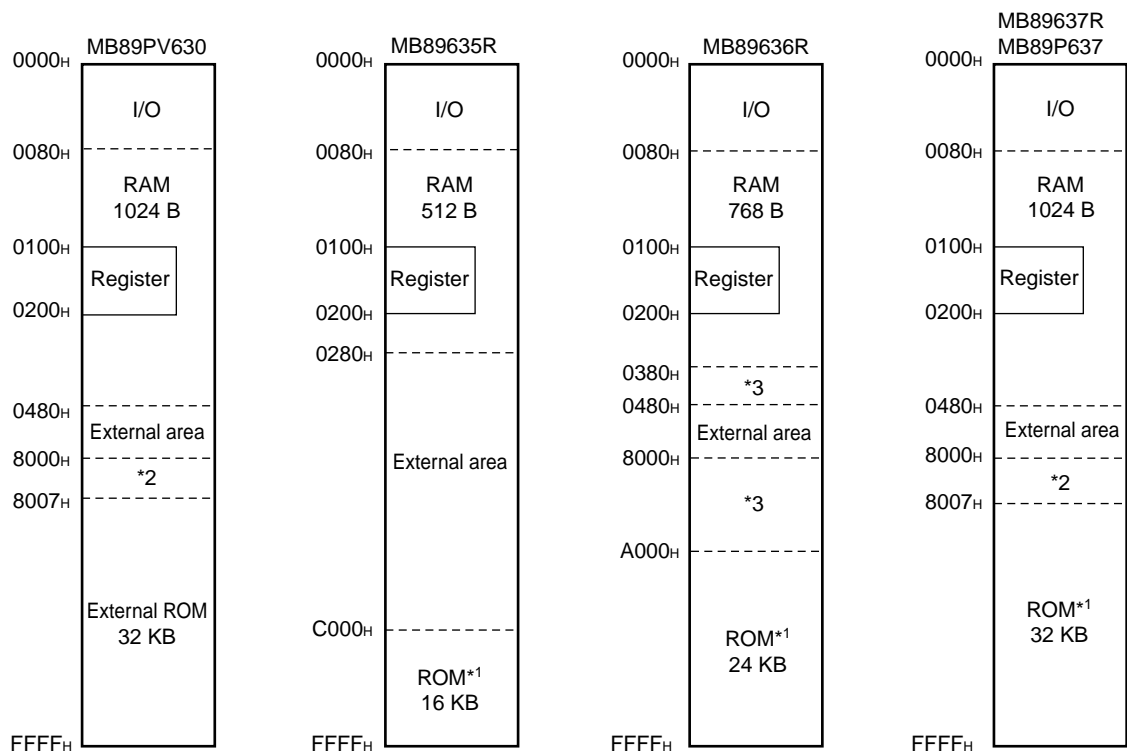 MB89PV630
0000H
I/O
0080H
RAM
1024 B
0100H
Register
0200H
0480H
External area
8000H
*2
8007H
External ROM
32 KB
FFFFH
MB89635R
0000H
I/O
0080H
RAM
512 B
0100H
Register
0200H
0280H
External area
C000H
ROM*1
16 KB
FFFFH
MB89636R
0000H
I/O
0080H
RAM
768 B
0100H
Register
0200H
0380H
*3
0480H
External area
8000H
*3
A000H
ROM*1
24 KB
FFFFH
MB89637R
MB89P637
0000H
I/O
0080H
RAM
1024 B
0100H
Register
0200H
0480H
External area
8000H
*2
8007H
ROM*1
32 KB
FFFFH